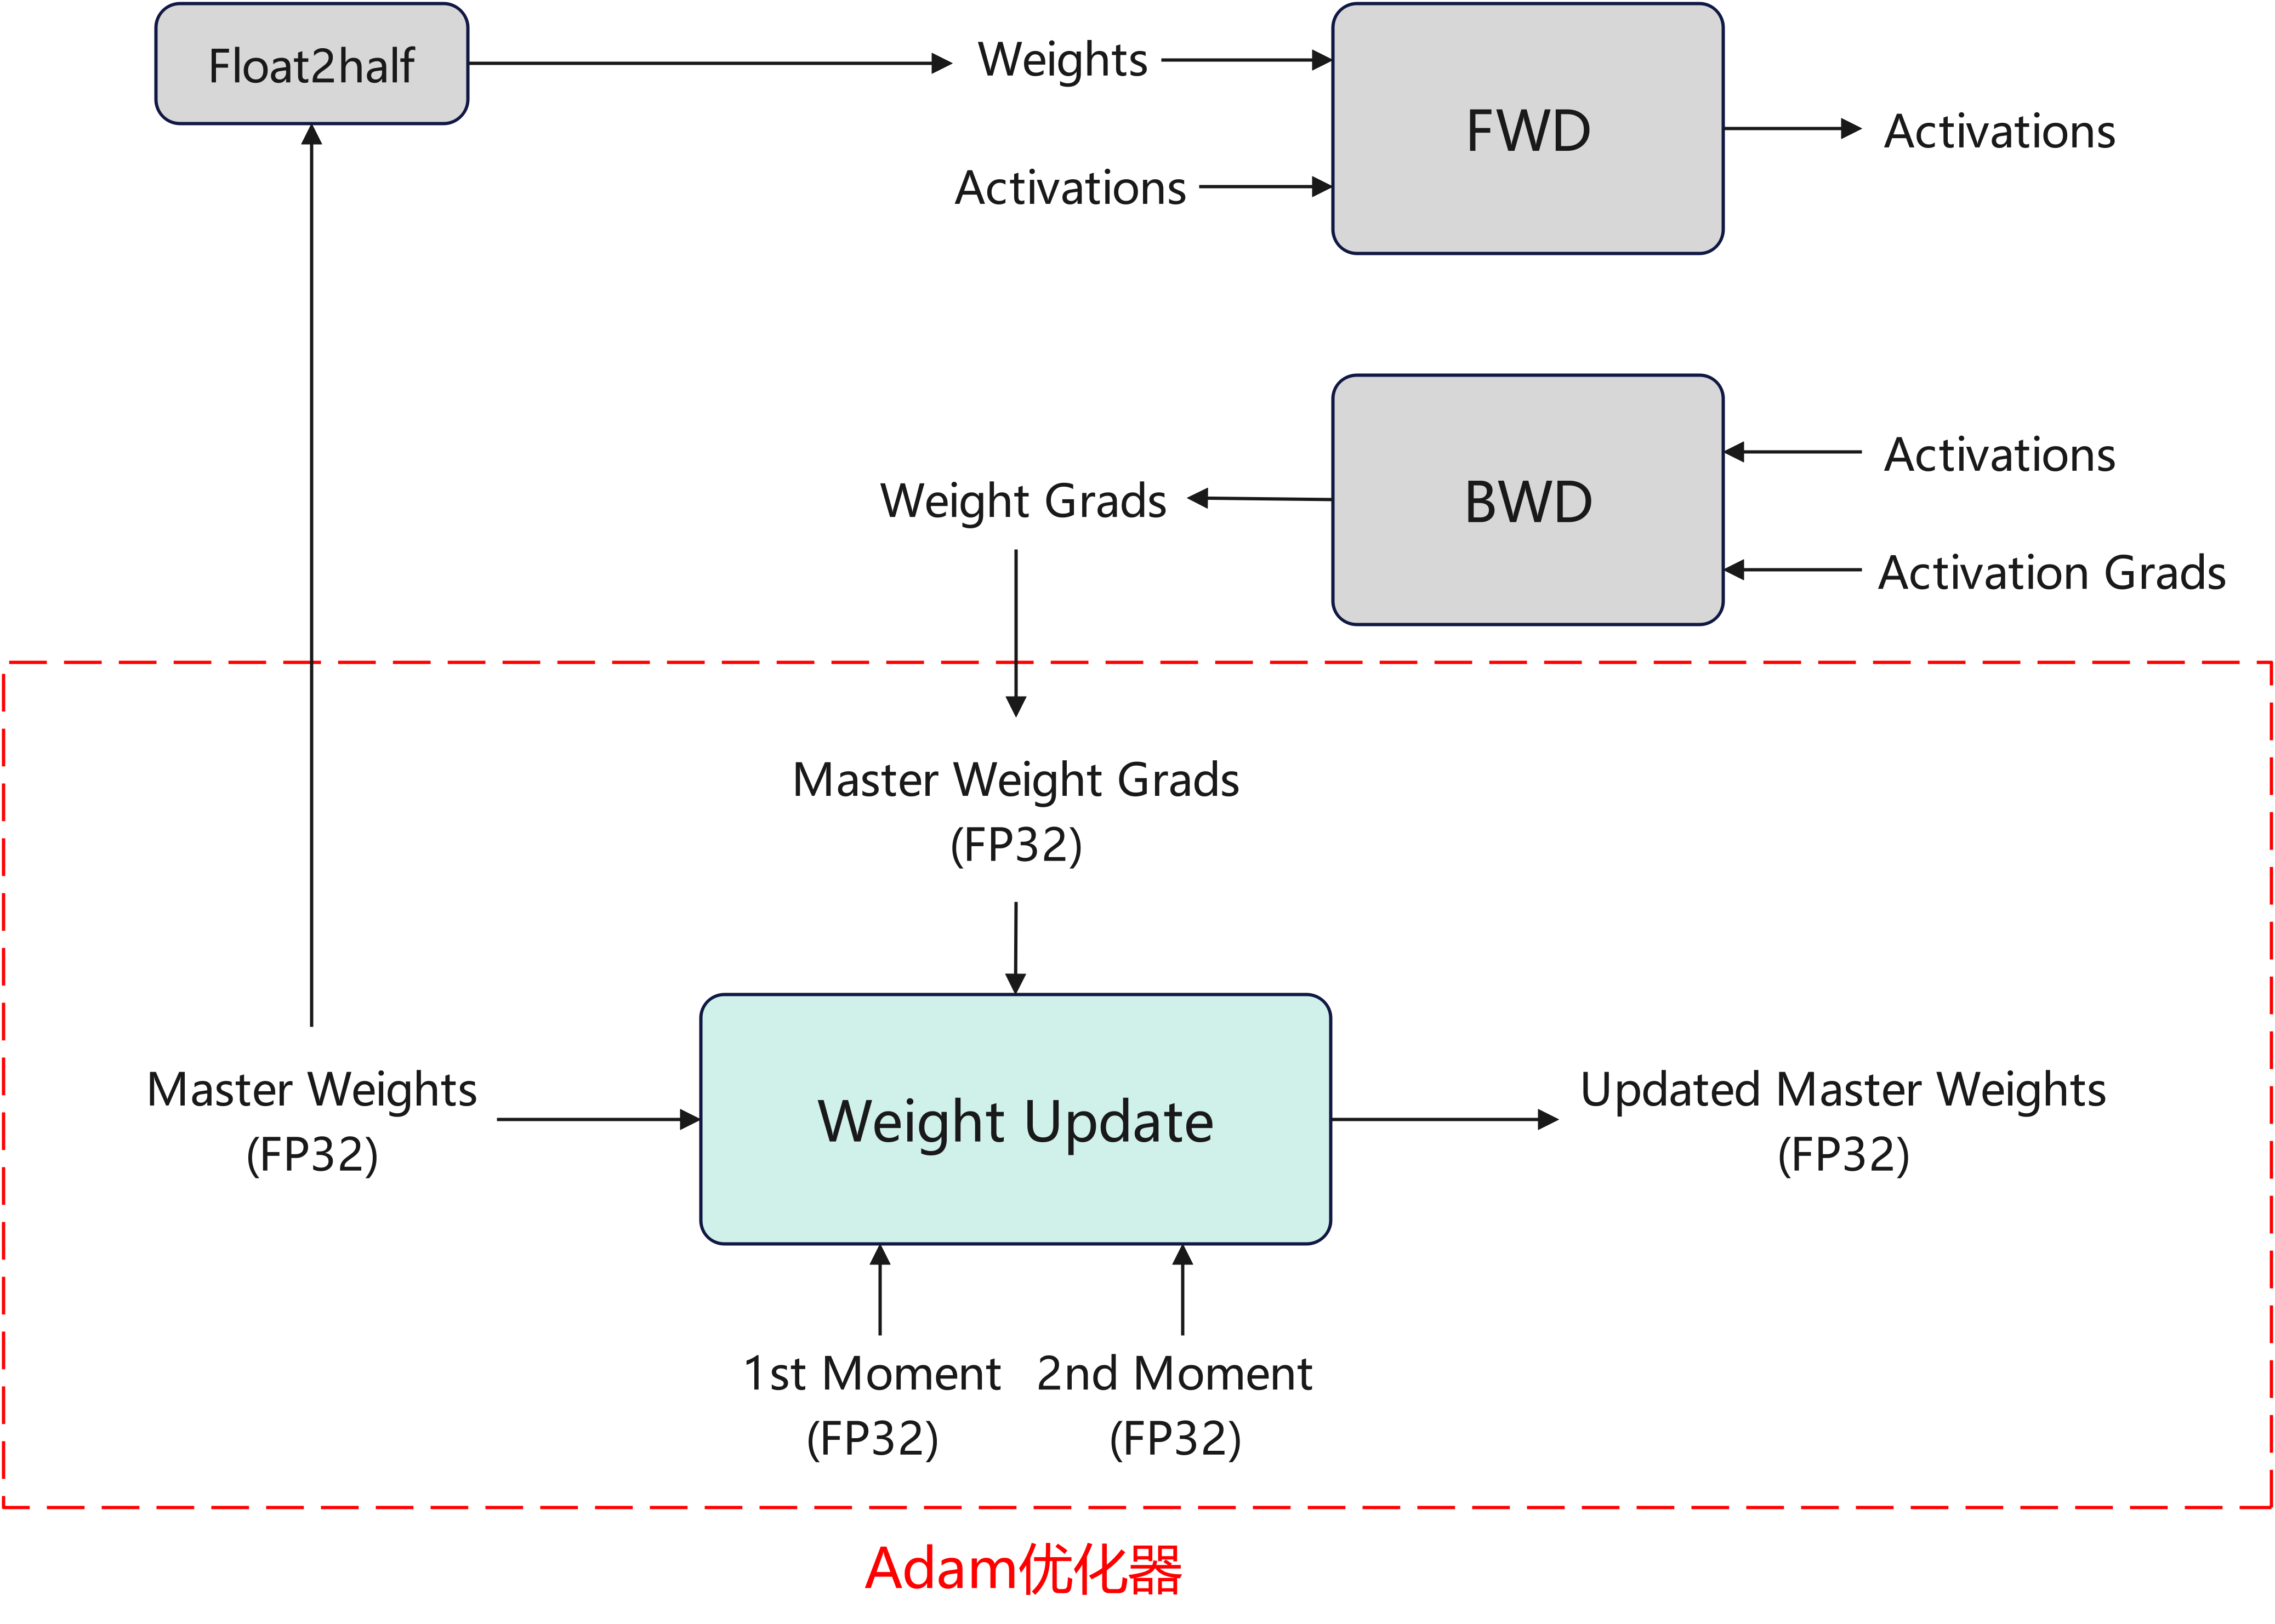 Float2half
Weights
Activations
FWD
Activations
Weight Grads
BWD
Activations
Activation Grads
Master Weight Grads
(FP32)
Master Weights
(FP32)
Weight Update
Updated Master Weights
(FP32)
1st Moment
(FP32)
2nd Moment
(FP32)
Adam优化器